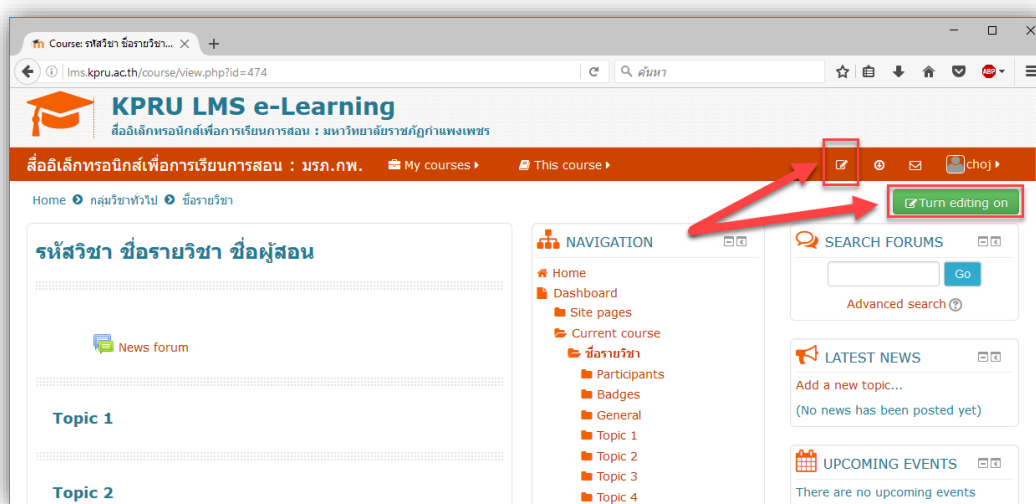 Course: รหัสวิชา ชื่อรายวิชา...
lms.kpru.ac.th/course/view.php?id=474
ค้นหา
ABP
KPRU LMS e-Learning
สื่ออิเล็กทรอนิกส์เพื่อการเรียนการสอน : มหาวิทยาลัยราชภัฏกำแพงเพชร
สื่ออิเล็กทรอนิกส์เพื่อการเรียนการสอน : มรภ.กพ. My courses This course choj
Home กลุ่มวิชาทั่วไป ชื่อรายวิชา
Turn editing on
รหัสวิชา ชื่อรายวิชา ชื่อผู้สอน
News forum
Topic 1
Topic 2
NAVIGATION
Home
Dashboard
Site pages
Current course
ชื่อรายวิชา
Participants
Badges
General
Topic 1
Topic 2
Topic 3
Topic 4
SEARCH FORUMS
Go
Advanced search
LATEST NEWS
Add a new topic...
(No news has been posted yet)
UPCOMING EVENTS
There are no upcoming events